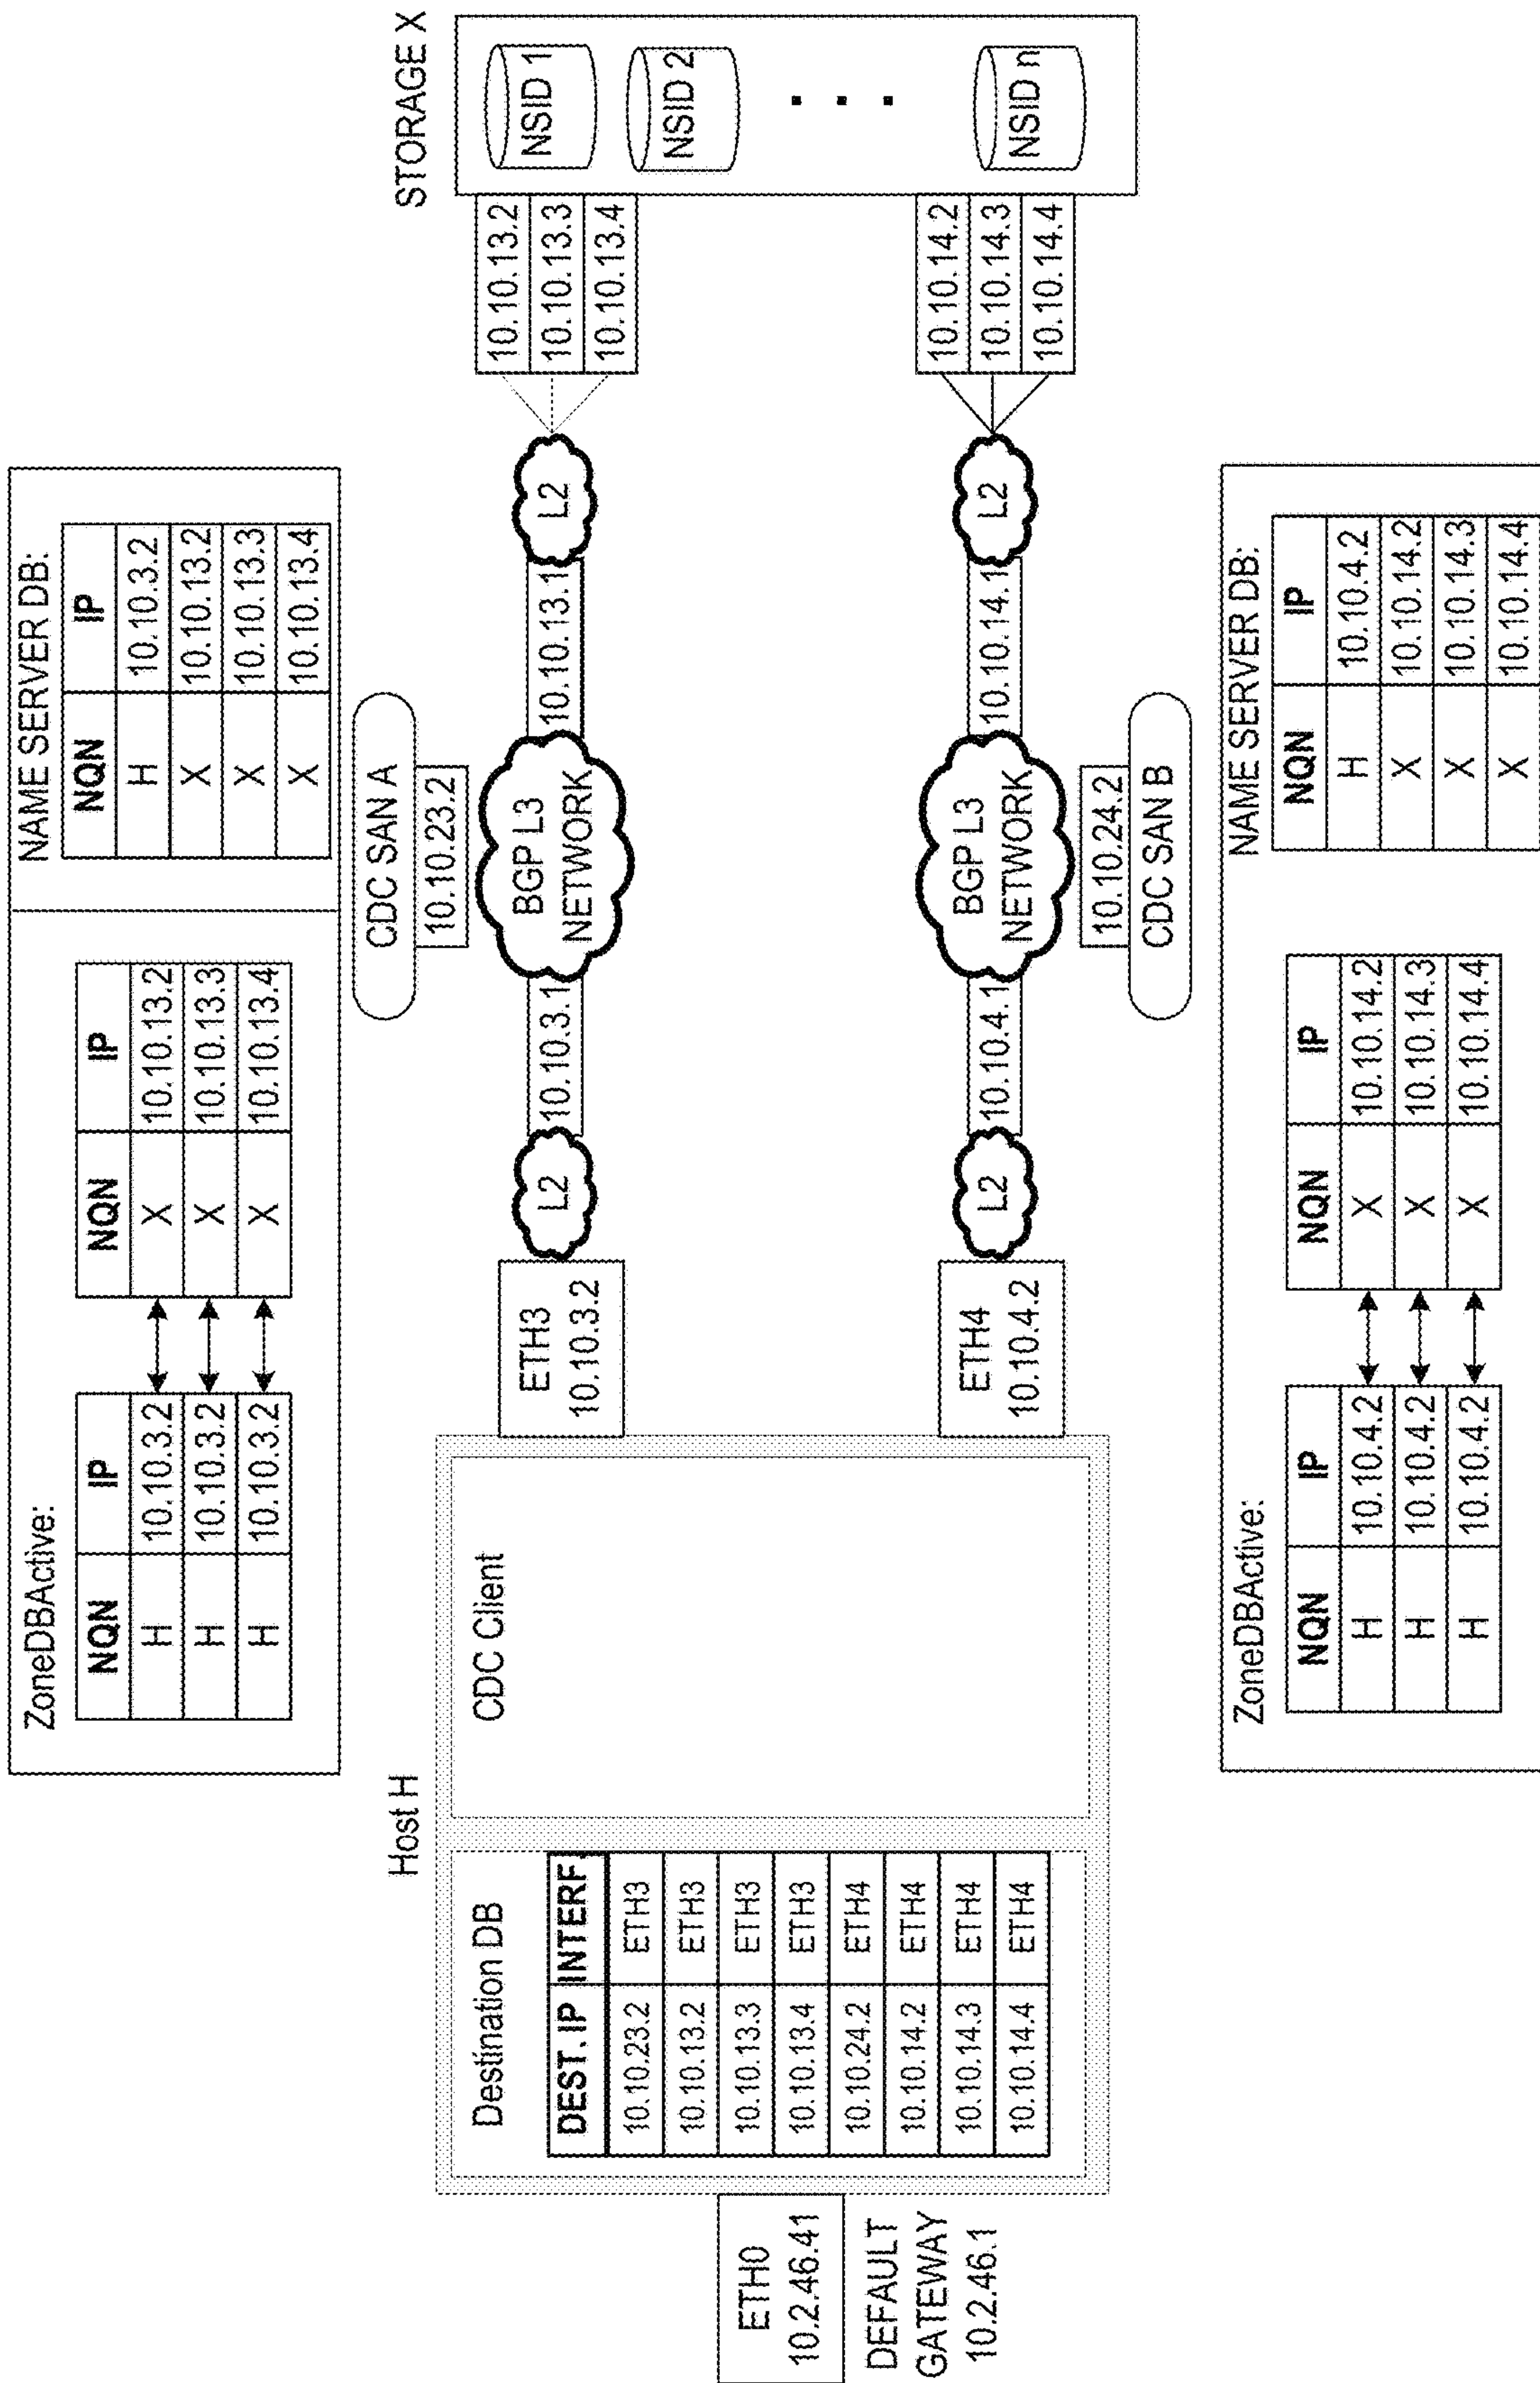 ZoneDBActive:
NQN IP
H 10.10.3.2
H 10.10.3.2
H 10.10.3.2
NQN IP
X 10.10.13.2
X 10.10.13.3
X 10.10.13.4
NAME SERVER DB:
NQN IP
H 10.10.3.2
X 10.10.13.2
X 10.10.13.3
X 10.10.13.4
CDC SAN A
10.10.23.2
STORAGE X
Host H
Destination DB
DEST. IP INTERF.
10.10.23.2 ETH3
10.10.13.2 ETH3
10.10.13.3 ETH3
10.10.13.4 ETH3
10.10.24.2 ETH4
10.10.14.2 ETH4
10.10.14.3 ETH4
10.10.14.4 ETH4
CDC Client
ETH0
10.2.46.41
DEFAULT
GATEWAY
10.2.46.1
ETH3
10.10.3.2
L2
10.10.3.1
BGP L3
NETWORK
10.10.13.1
L2
10.10.13.2
10.10.13.3
10.10.13.4
NSID 1
NSID 2
NSID n
ETH4
10.10.4.2
L2
10.10.4.1
BGP L3
NETWORK
10.10.14.1
L2
10.10.14.2
10.10.14.3
10.10.14.4
10.10.24.2
CDC SAN B
ZoneDBActive:
NQN IP
H 10.10.4.2
H 10.10.4.2
H 10.10.4.2
NQN IP
X 10.10.14.2
X 10.10.14.3
X 10.10.14.4
NAME SERVER DB:
NQN IP
H 10.10.4.2
X 10.10.14.2
X 10.10.14.3
X 10.10.14.4